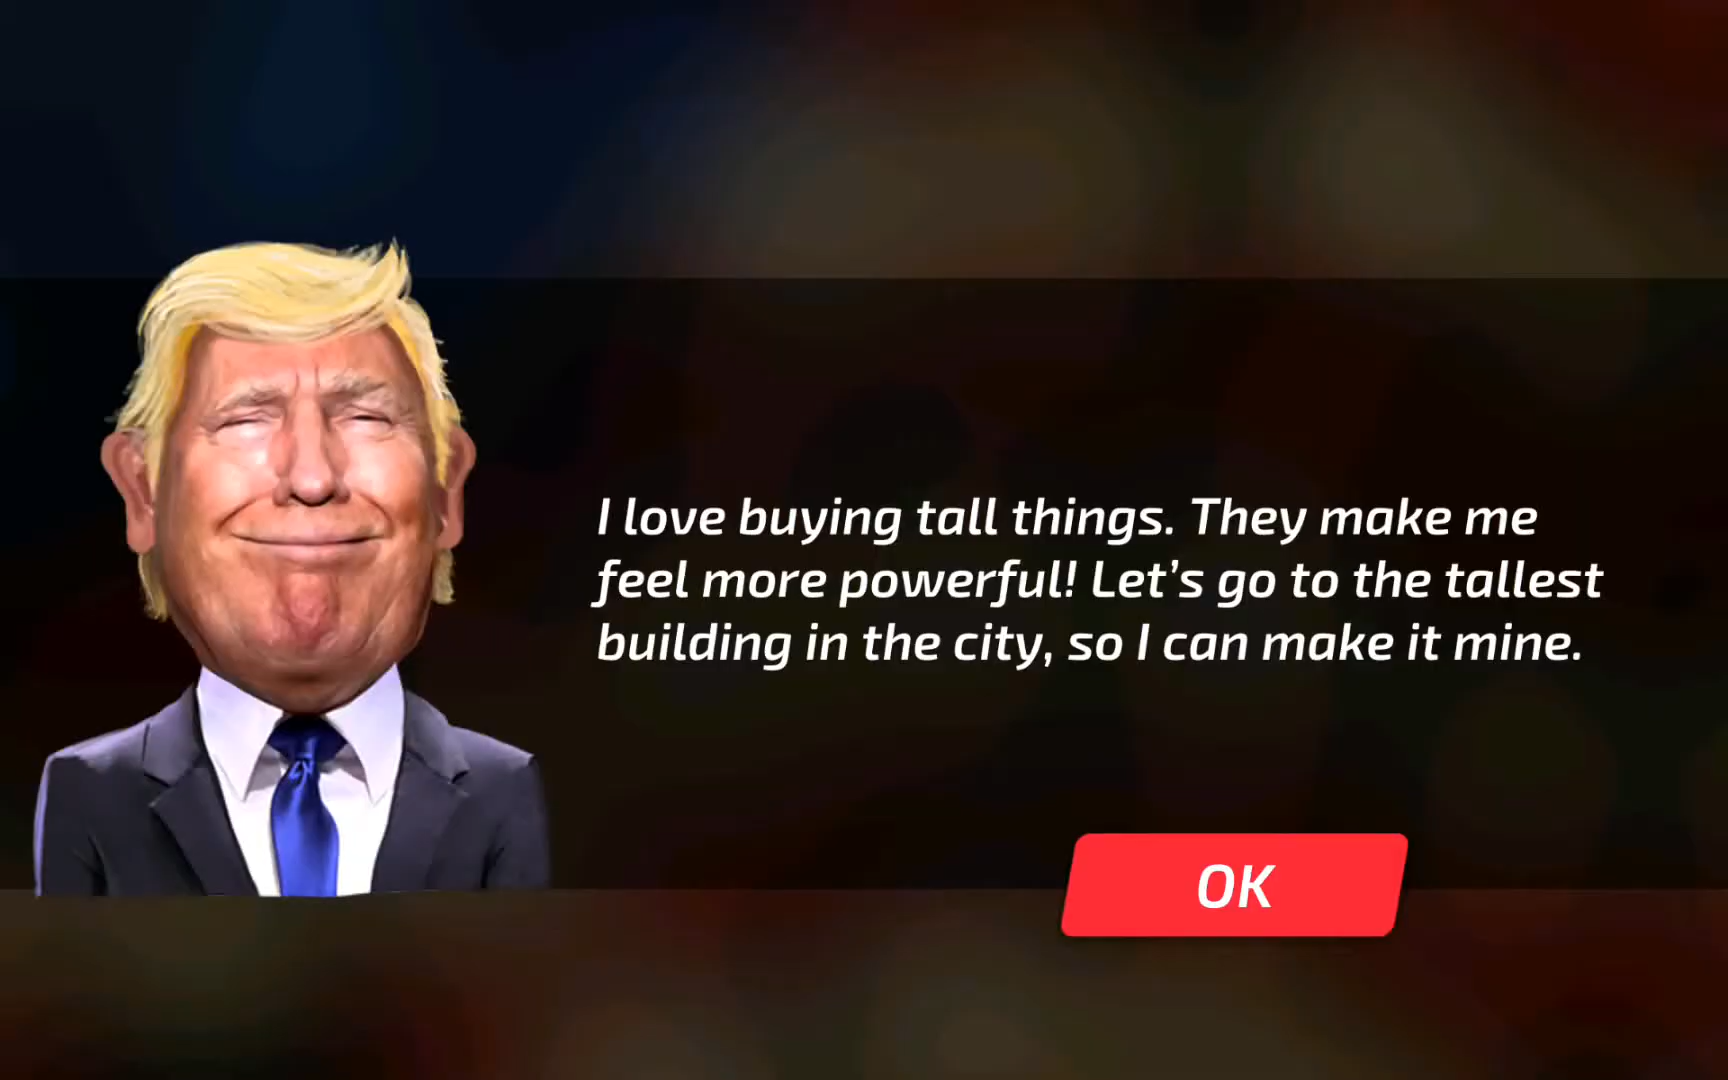 I love buying tall things. They make me
feel more powerful! Let’s go to the tallest
building in the city, so I can make it mine.
OK